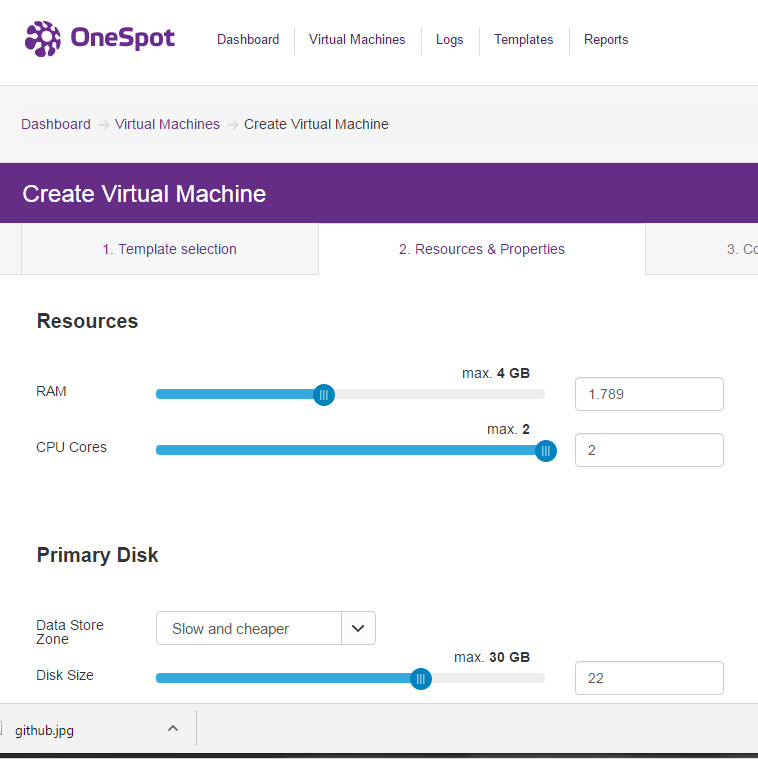 OneSpot
Dashboard Virtual Machines Logs Templates Reports
Dashboard Virtual Machines Create Virtual Machine
Create Virtual Machine
1. Template selection 2. Resources & Properties 3. Co
Resources
max. 4 GB
RAM 1.789
max. 2
CPU Cores 2
Primary Disk
Data Store
Zone
Slow and cheaper
max. 30 GB
Disk Size 22
github.jpg